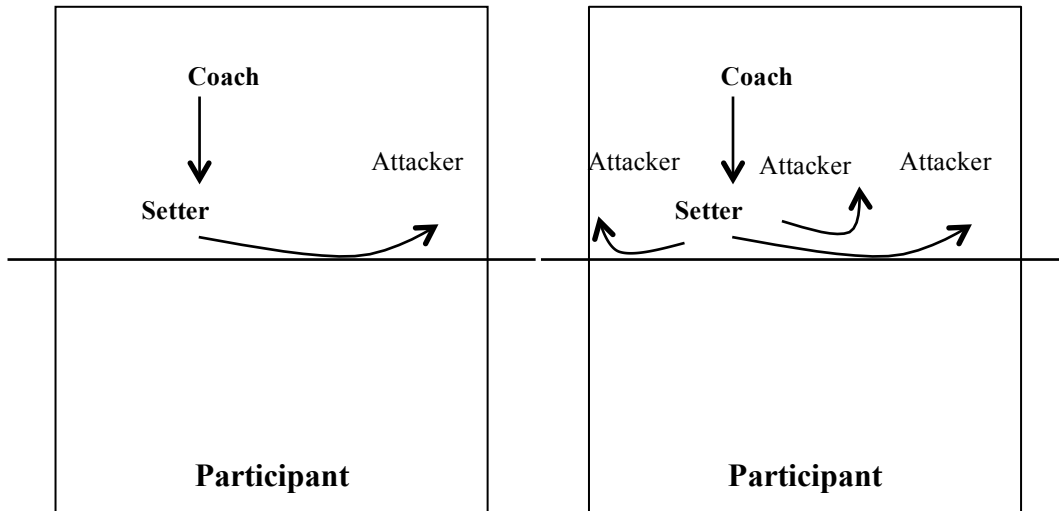 Coach
Attacker
Setter
Participant
Coach
Attacker
Attacker
Attacker
Setter
Participant